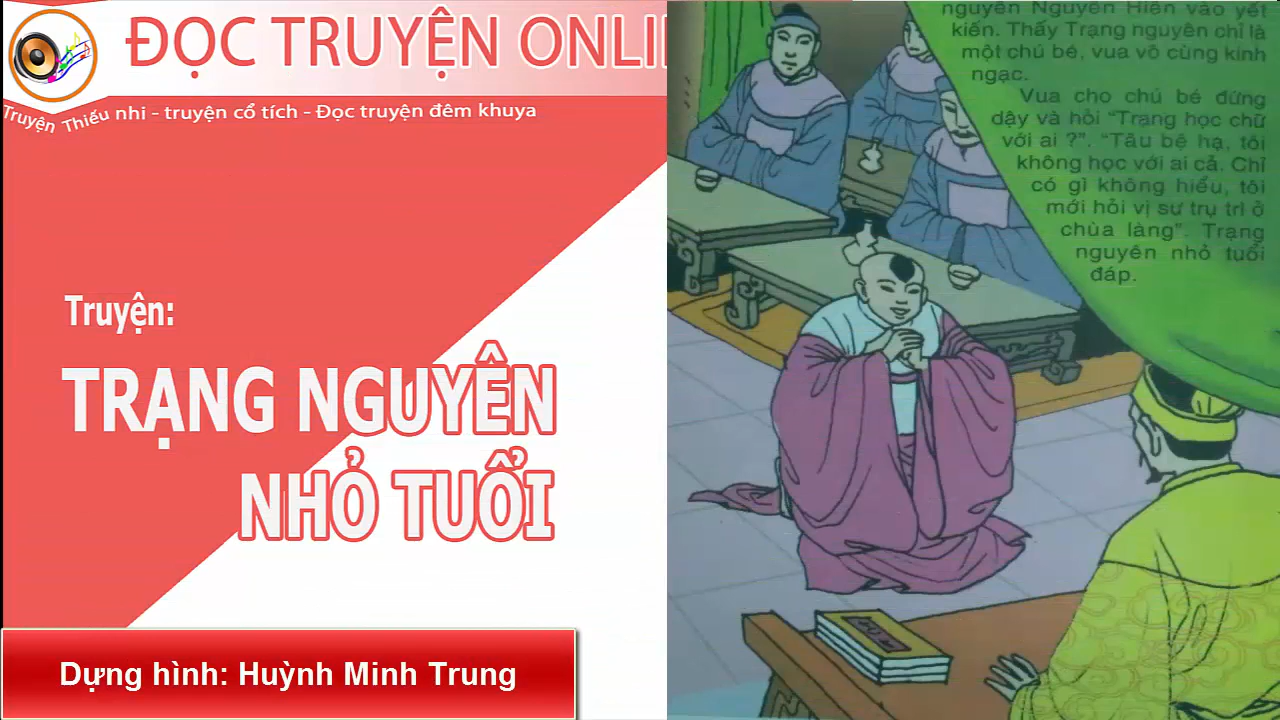 ĐỌC TRUYỆN ONLI
Truyện Thiếu nhi - truyện cổ tích - Đọc truyện đêm khuya
Truyện:
TRẠNG NGUYÊN
NHỎ TUỔI
Dựng hình: Huỳnh Minh Trung
nguyên Nguyễn Hiền vào yết
kiến. Thấy Trạng nguyên chỉ là
một chú bé, vua vô cùng kinh
ngạc.
Vua cho chú bé đứng
dậy và hỏi “Trạng học chữ
với ai ?”. “Tâu bệ hạ, tôi
không học với ai cả. Chỉ
có gì không hiểu, tôi
mới hỏi vị sư trụ trì ở
chùa làng”. Trạng
nguyên nhỏ tuổi
đáp.